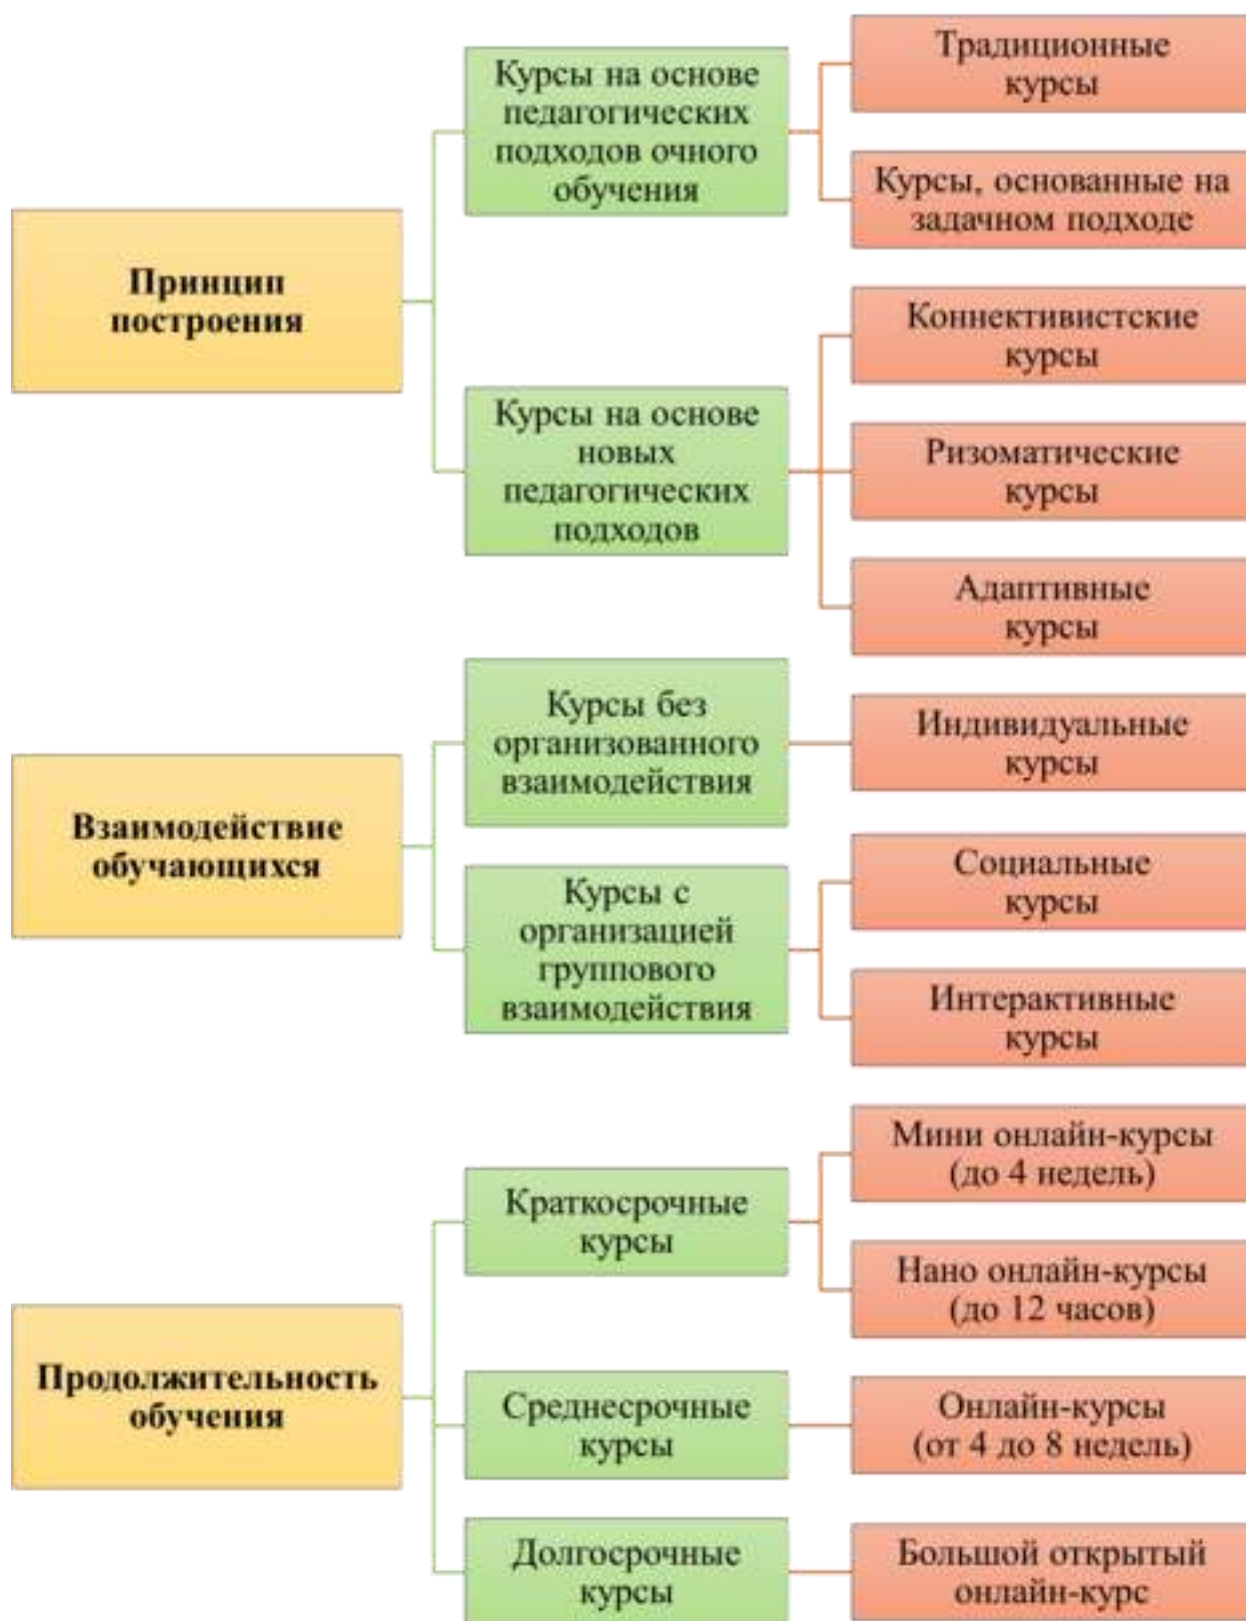 Принцип
построения
Курсы на основе
педагогических
подходов очного
обучения
Традиционные
курсы
Курсы, основанные на
задачном подходе
Курсы на основе
новых
педагогических
подходов
Коннективистские
курсы
Ризоматические
курсы
Адаптивные
курсы
Взаимодействие
обучающихся
Курсы без
организованного
взаимодействия
Индивидуальные
курсы
Курсы с
организацией
группового
взаимодействия
Социальные
курсы
Интерактивные
курсы
Продолжительность
обучения
Краткосрочные
курсы
Мини онлайн-курсы
(до 4 недель)
Нано онлайн-курсы
(до 12 часов)
Среднесрочные
курсы
Онлайн-курсы
(от 4 до 8 недель)
Долгосрочные
курсы
Большой открытый
онлайн-курс